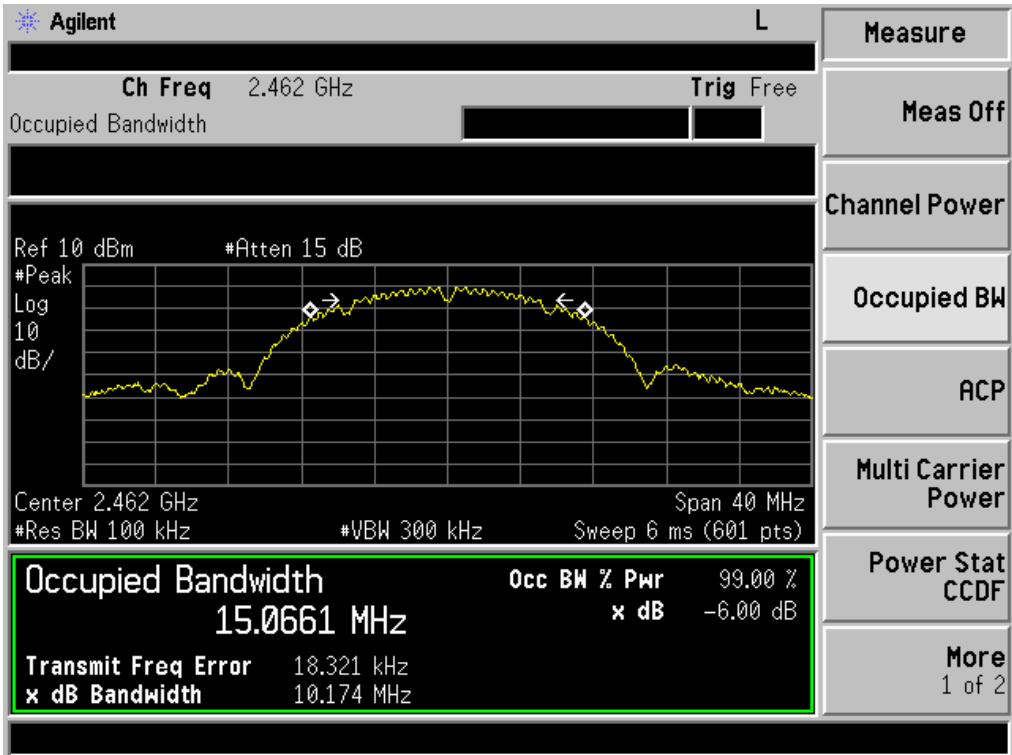 Agilent
L
Ch Freq 2.462 GHz
Trig Free
Occupied Bandwidth
Ref 10 dBm #Atten 15 dB
#Peak
Log
10
dB/
Center 2.462 GHz Span 40 MHz
#Res BW 100 kHz #VBW 300 kHz Sweep 6 ms (601 pts)
Occupied Bandwidth
15.0661 MHz
Occ BW % Pwr 99.00 %
x dB -6.00 dB
Transmit Freq Error 18.321 kHz
x dB Bandwidth 10.174 MHz
Measure
Meas Off
Channel Power
Occupied BW
ACP
Multi Carrier
Power
Power Stat
CCDF
More
1 of 2